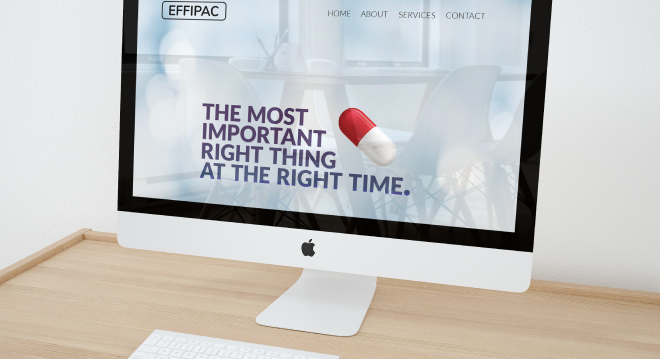 EFFIPAC
HOME ABOUT SERVICES CONTACT
THE MOST
IMPORTANT
RIGHT THING
AT THE RIGHT TIME.